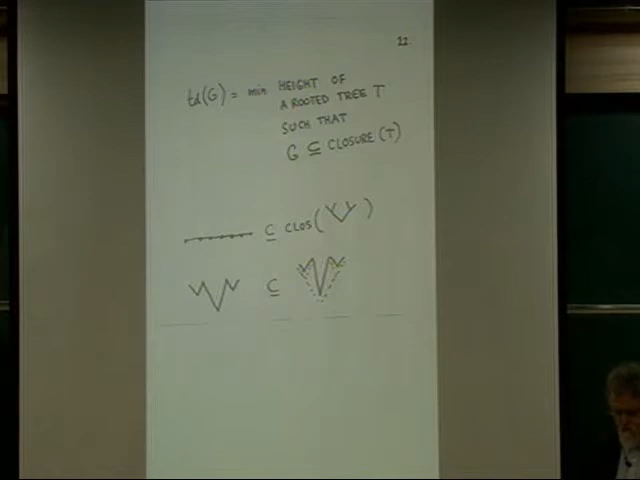 22
td(G) = min HEIGHT OF
A ROOTED TREE T
SUCH THAT
G ⊆ CLOSURE (T)
⊆ CLOS( )
⊆